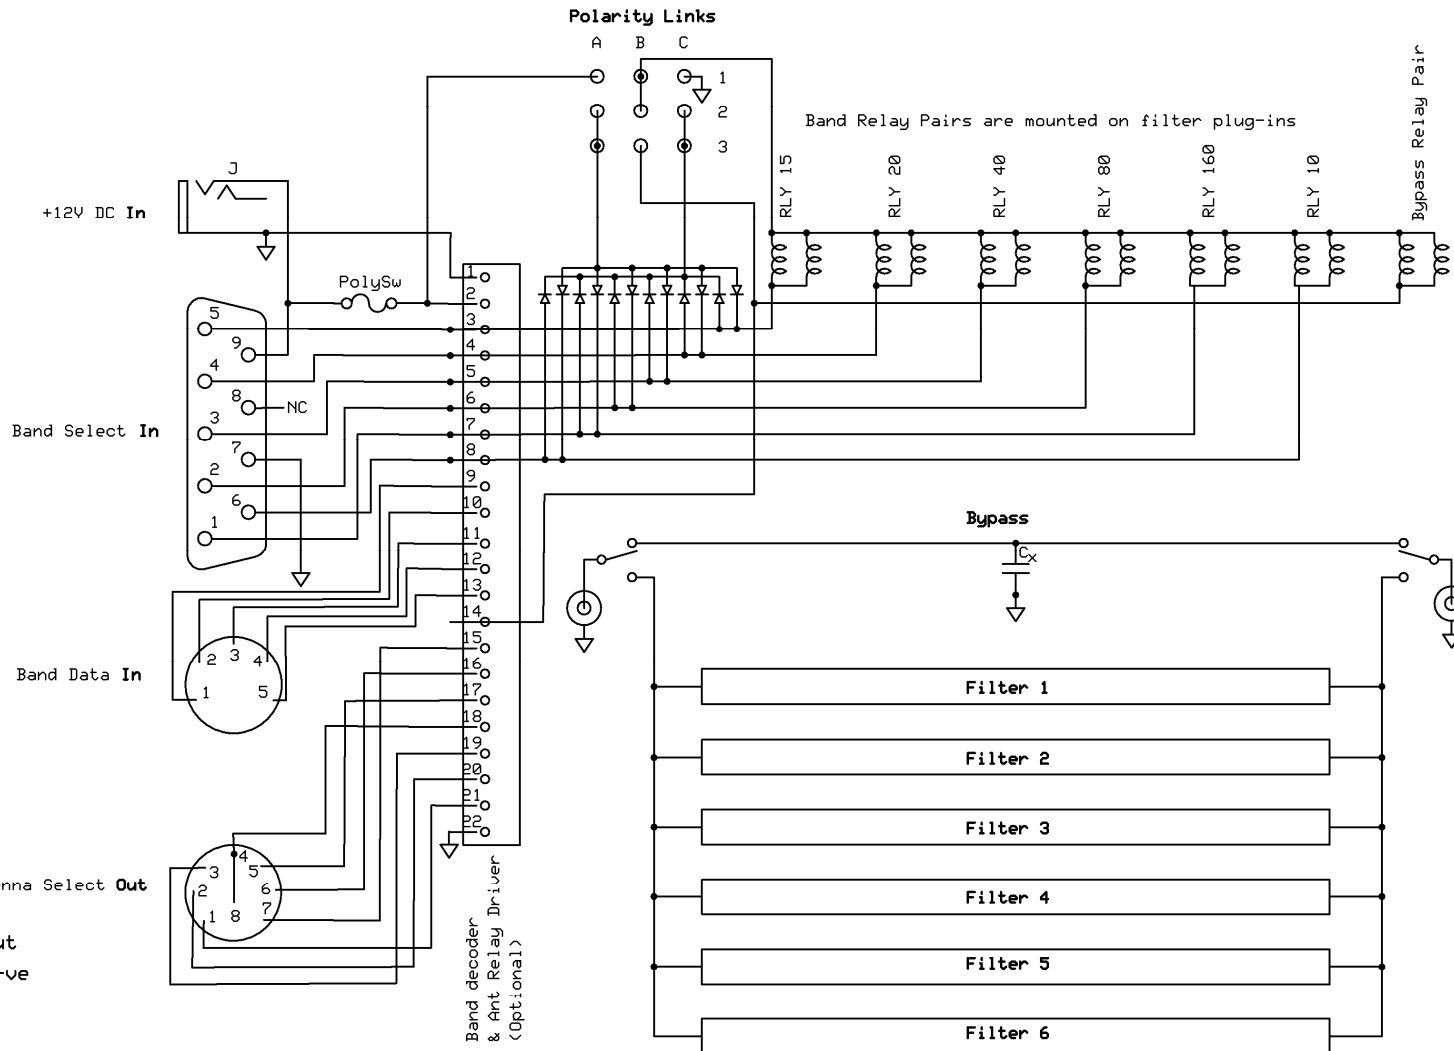 Polarity Links
A B C
1
2
3
Band Relay Pairs are mounted on filter plug-ins
RLY 15
RLY 20
RLY 40
RLY 80
RLY 160
RLY 10
Bypass Relay Pair
J
+12V DC In
PolySw
5
9
4
8
NC
3
7
2
6
1
Band Select In
1
2
3
4
5
6
7
8
9
10
11
12
13
14
15
16
17
18
19
20
21
22
Band Data In
1
2
3
4
5
nna Select Out
1
2
3
4
5
6
7
8
ut
-ve
Band decoder
& Ant Relay Driver
(Optional)
Bypass
Cx
Filter 1
Filter 2
Filter 3
Filter 4
Filter 5
Filter 6